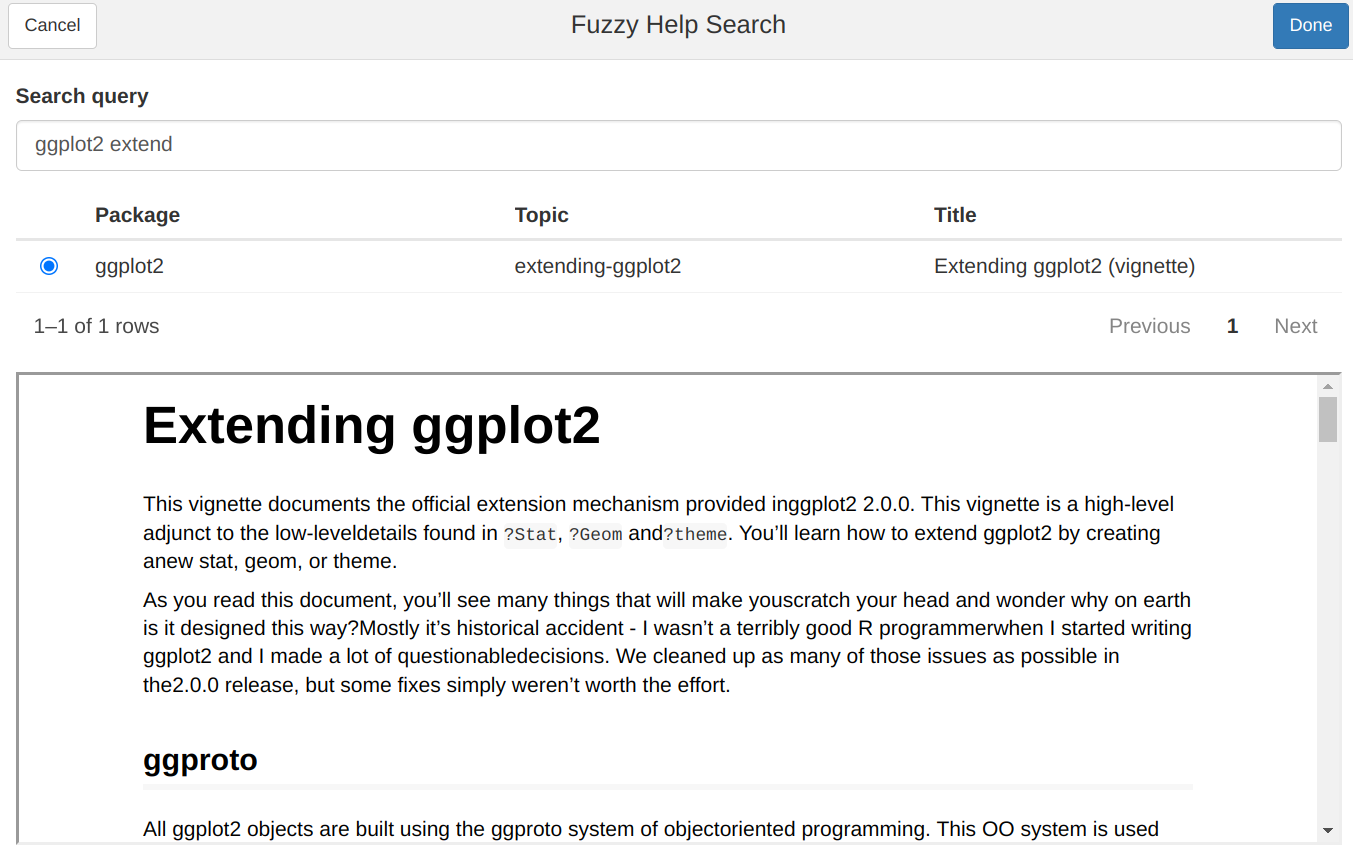 Cancel
Fuzzy Help Search
Done
Search query
ggplot2 extend
Package Topic Title
ggplot2 extending-ggplot2 Extending ggplot2 (vignette)
1–1 of 1 rows Previous 1 Next
Extending ggplot2
This vignette documents the official extension mechanism provided inggplot2 2.0.0. This vignette is a high-level
adjunct to the low-leveldetails found in ?Stat, ?Geom and?theme. You’ll learn how to extend ggplot2 by creating
anew stat, geom, or theme.
As you read this document, you’ll see many things that will make youscratch your head and wonder why on earth
is it designed this way?Mostly it’s historical accident - I wasn’t a terribly good R programmerwhen I started writing
ggplot2 and I made a lot of questionabledecisions. We cleaned up as many of those issues as possible in
the2.0.0 release, but some fixes simply weren’t worth the effort.
ggproto
All ggplot2 objects are built using the ggproto system of objectoriented programming. This OO system is used